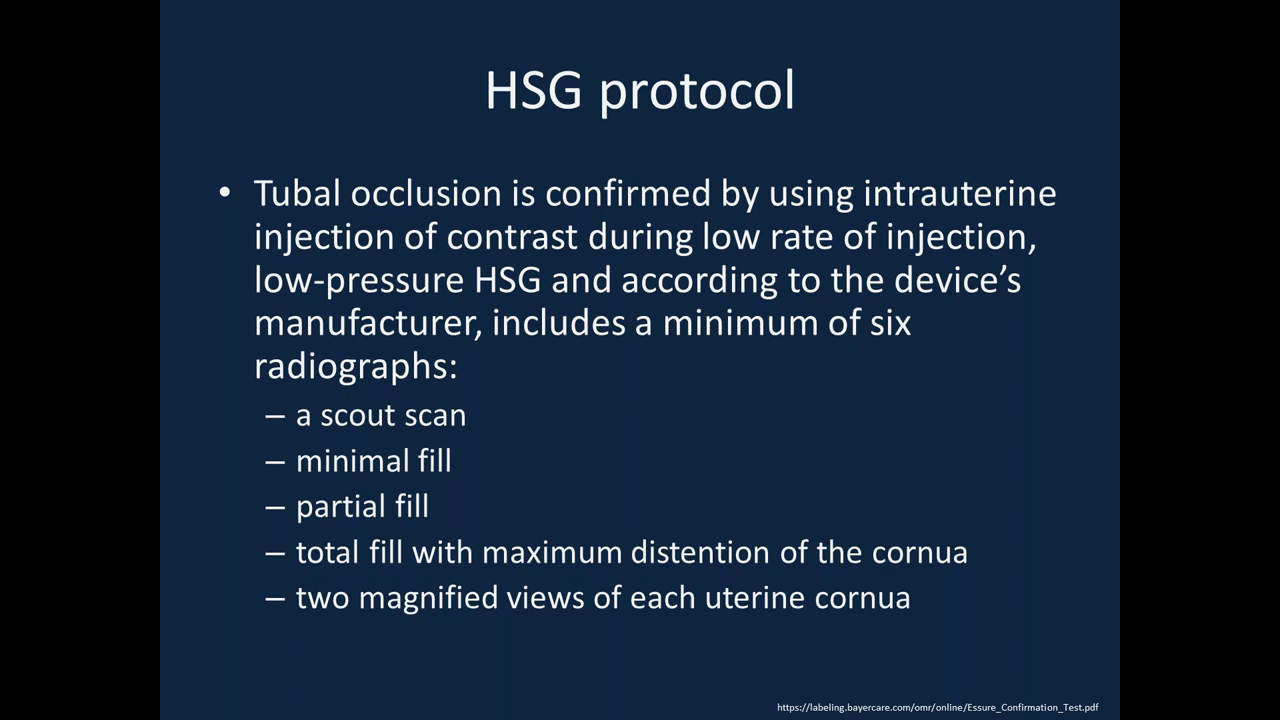 HSG protocol
• Tubal occlusion is confirmed by using intrauterine
injection of contrast during low rate of injection,
low-pressure HSG and according to the device’s
manufacturer, includes a minimum of six
radiographs:
– a scout scan
– minimal fill
– partial fill
– total fill with maximum distention of the cornua
– two magnified views of each uterine cornua
https://labeling.bayercare.com/omr/online/Essure_Confirmation_Test.pdf